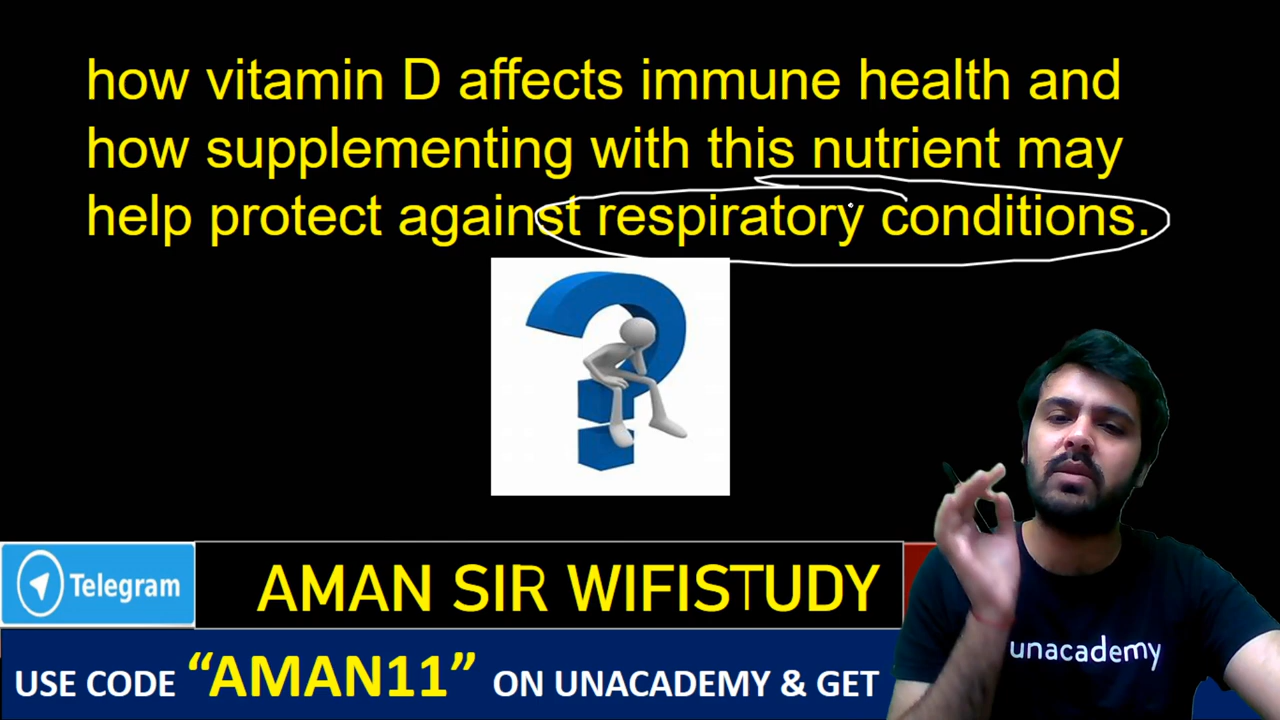 how vitamin D affects immune health and
how supplementing with this nutrient may
help protect against respiratory conditions.
Telegram
AMAN SIR WIFISTUDY
USE CODE “AMAN11” ON UNACADEMY & GET
unacademy